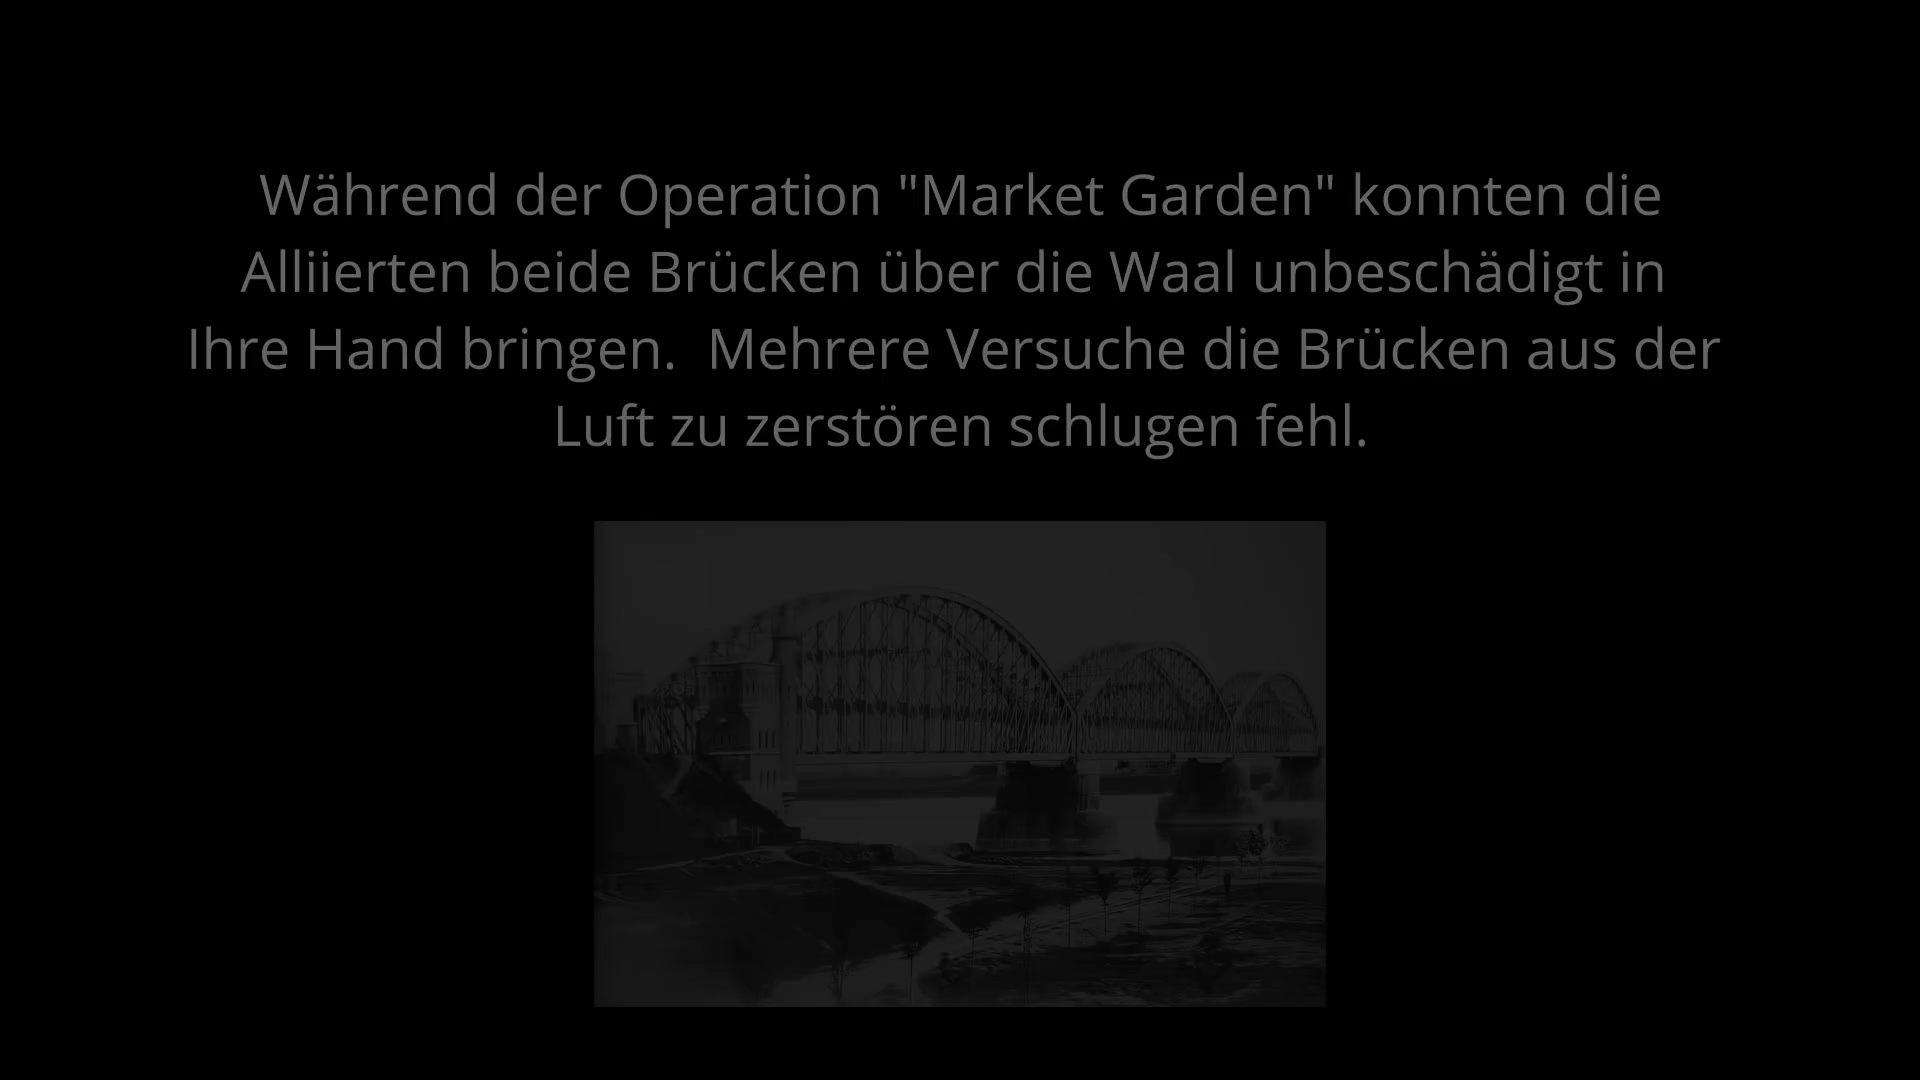 Während der Operation "Market Garden" konnten die
Alliierten beide Brücken über die Waal unbeschädigt in
Ihre Hand bringen.  Mehrere Versuche die Brücken aus der
Luft zu zerstören schlugen fehl.